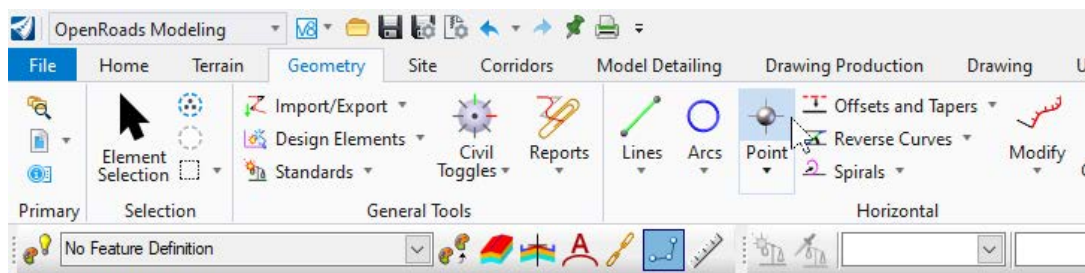 OpenRoads Modeling
V8
File Home Terrain Geometry Site Corridors Model Detailing Drawing Production Drawing
Import/Export
Design Elements
Standards
Element
Selection
Civil
Toggles
Reports
Lines
Arcs
Point
Offsets and Tapers
Reverse Curves
Spirals
Modify
Primary Selection General Tools Horizontal
No Feature Definition